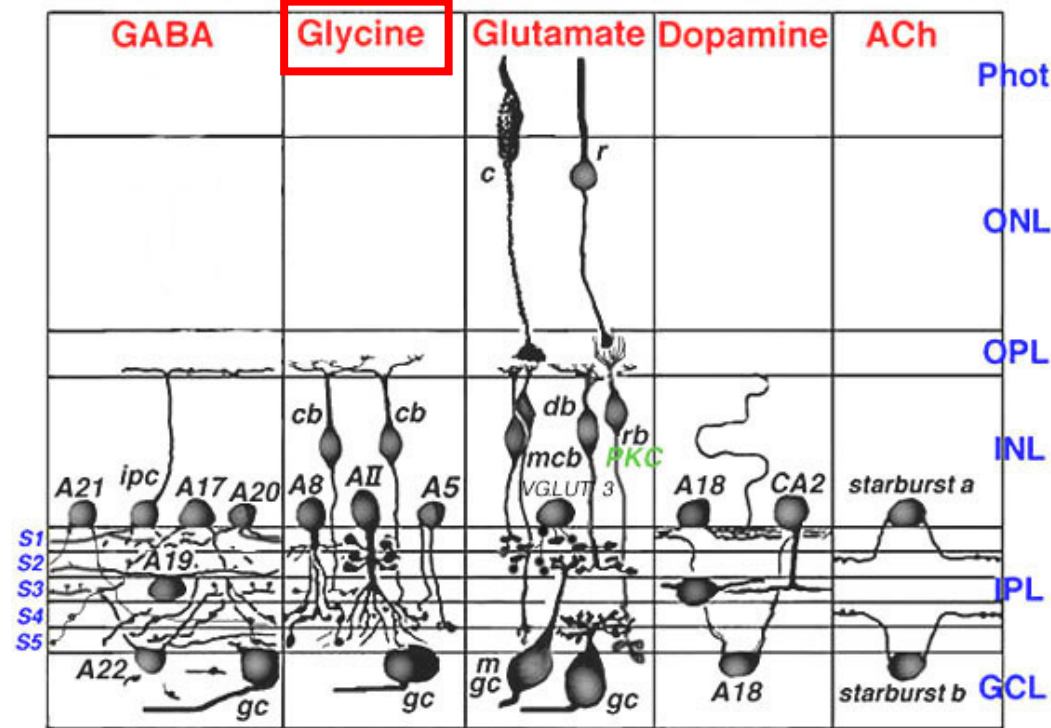 GABA Glycine Glutamate Dopamine ACh
Phot
c r
ONL
OPL
cb cb db
rb
mcb PKC
INL
A21 ipc A17 A20 A8 AII A5 VGLUT 3 A18 CA2 starburst a
S1
S2
A19
S3
IPL
S4
S5
A22 gc gc m gc gc A18 starburst b
GCL